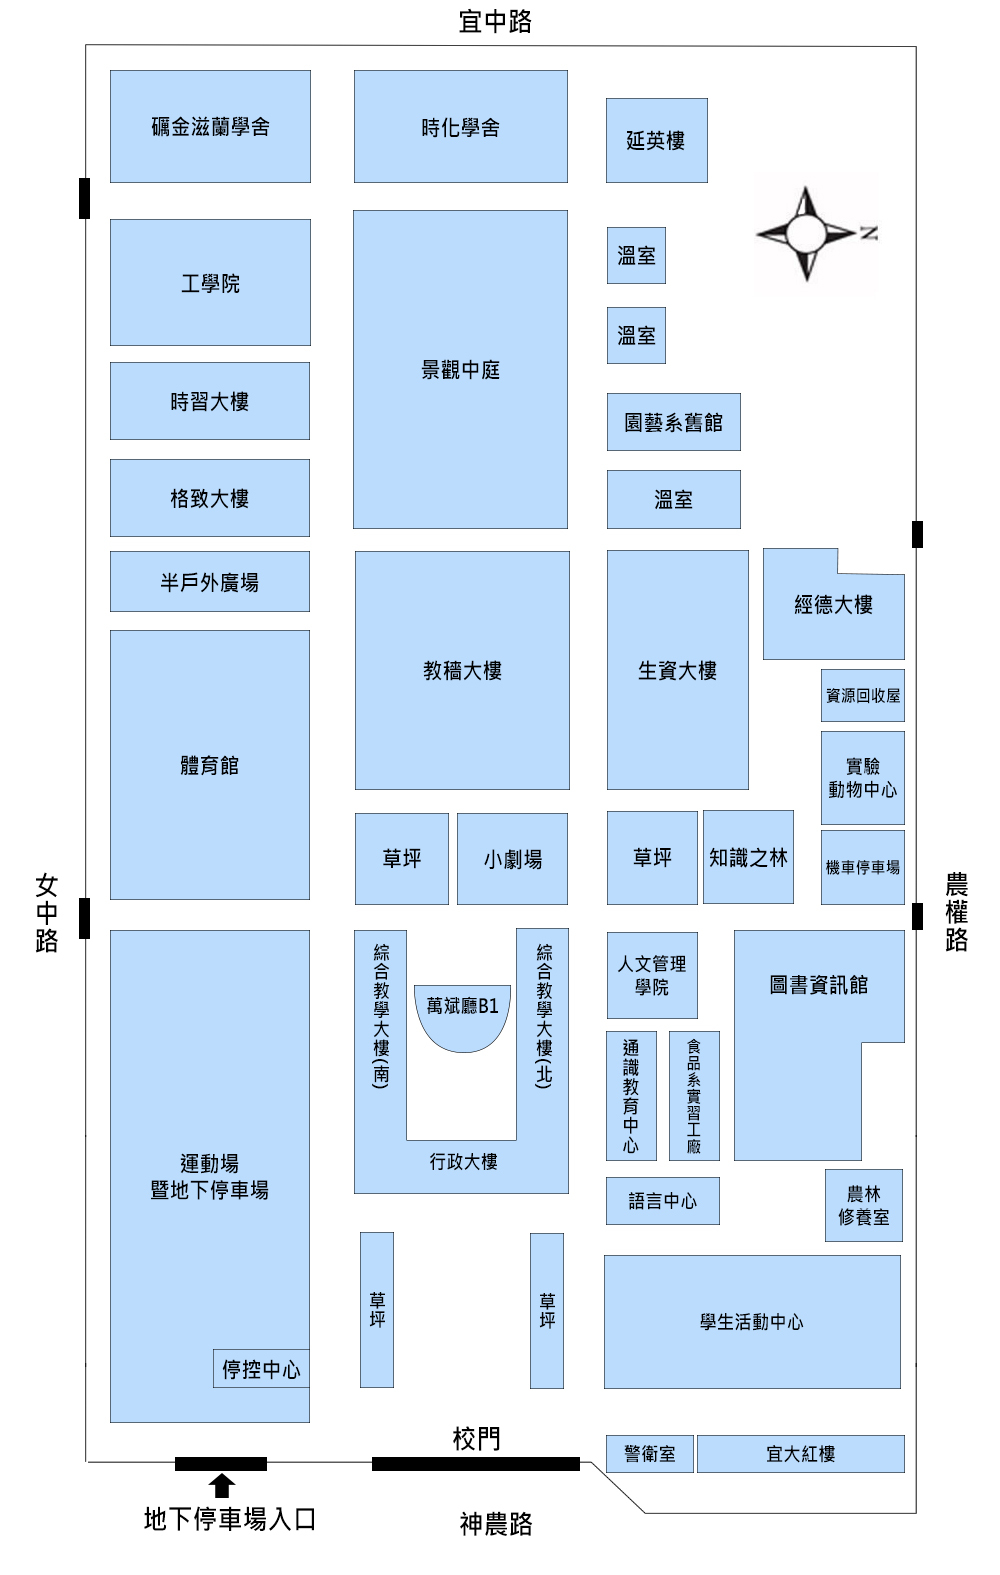 宜中路
礪金滋蘭學舍
時化學舍
延英樓
N
工學院
溫室
溫室
景觀中庭
時習大樓
園藝系舊館
格致大樓
溫室
半戶外廣場
經德大樓
教穡大樓
生資大樓
資源回收屋
體育館
實驗
動物中心
草坪
小劇場
草坪
知識之林
機車停車場
女中路
農權路
綜合教學大樓(南)
萬斌廳B1
綜合教學大樓(北)
人文管理
學院
圖書資訊館
通識教育中心
食品系實習工廠
運動場
暨地下停車場
行政大樓
語言中心
農林
修養室
草坪
草坪
學生活動中心
停控中心
校門
警衛室
宜大紅樓
地下停車場入口
神農路